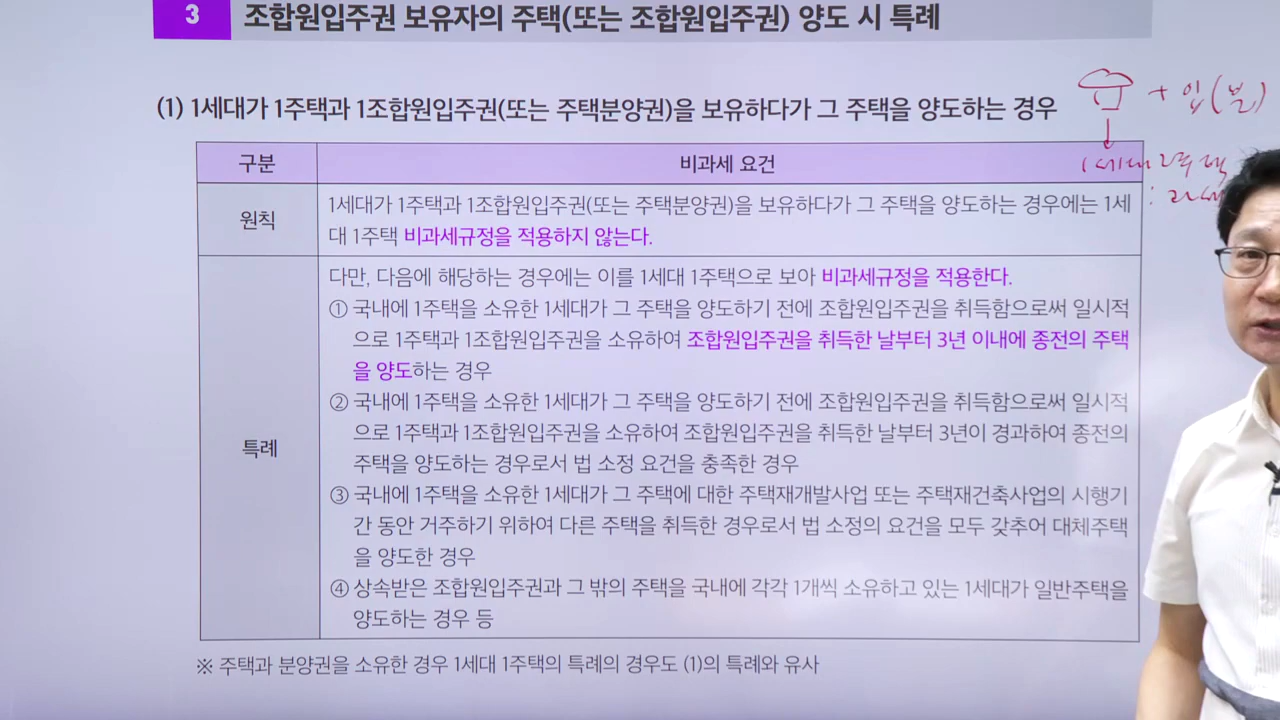 3 조합원입주권 보유자의 주택(또는 조합원입주권) 양도 시 특례
(1) 1세대가 1주택과 1조합원입주권(또는 주택분양권)을 보유하다가 그 주택을 양도하는 경우
+ 입(분)
1세대 2주택
: 과세
구분 비과세 요건
원칙
1세대가 1주택과 1조합원입주권(또는 주택분양권)을 보유하다가 그 주택을 양도하는 경우에는 1세
대 1주택 비과세규정을 적용하지 않는다.
특례
다만, 다음에 해당하는 경우에는 이를 1세대 1주택으로 보아 비과세규정을 적용한다.
① 국내에 1주택을 소유한 1세대가 그 주택을 양도하기 전에 조합원입주권을 취득함으로써 일시적
으로 1주택과 1조합원입주권을 소유하여 조합원입주권을 취득한 날부터 3년 이내에 종전의 주택
을 양도하는 경우
② 국내에 1주택을 소유한 1세대가 그 주택을 양도하기 전에 조합원입주권을 취득함으로써 일시적
으로 1주택과 1조합원입주권을 소유하여 조합원입주권을 취득한 날부터 3년이 경과하여 종전의
주택을 양도하는 경우로서 법 소정 요건을 충족한 경우
③ 국내에 1주택을 소유한 1세대가 그 주택에 대한 주택재개발사업 또는 주택재건축사업의 시행기
간 동안 거주하기 위하여 다른 주택을 취득한 경우로서 법 소정의 요건을 모두 갖추어 대체주택
을 양도한 경우
④ 상속받은 조합원입주권과 그 밖의 주택을 국내에 각각 1개씩 소유하고 있는 1세대가 일반주택을
양도하는 경우 등
※ 주택과 분양권을 소유한 경우 1세대 1주택의 특례의 경우도 (1)의 특례와 유사